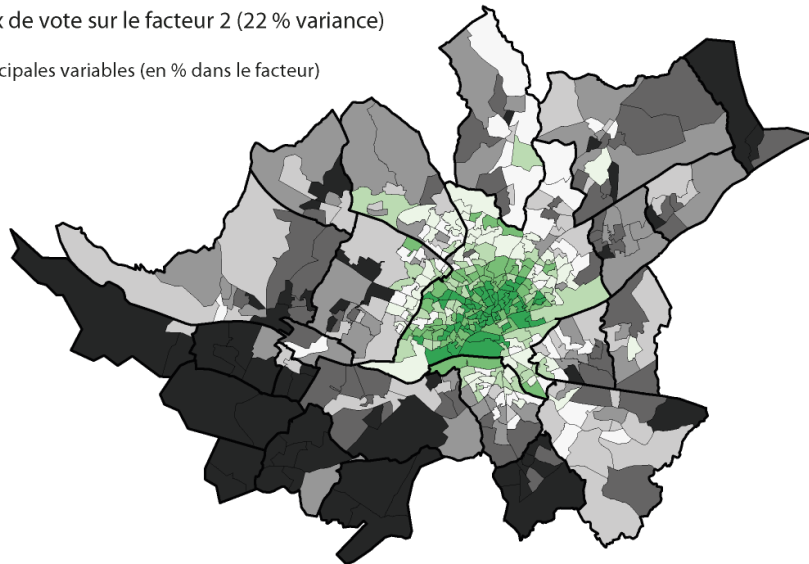 x de vote sur le facteur 2 (22 % variance)
cipales variables (en % dans le facteur)